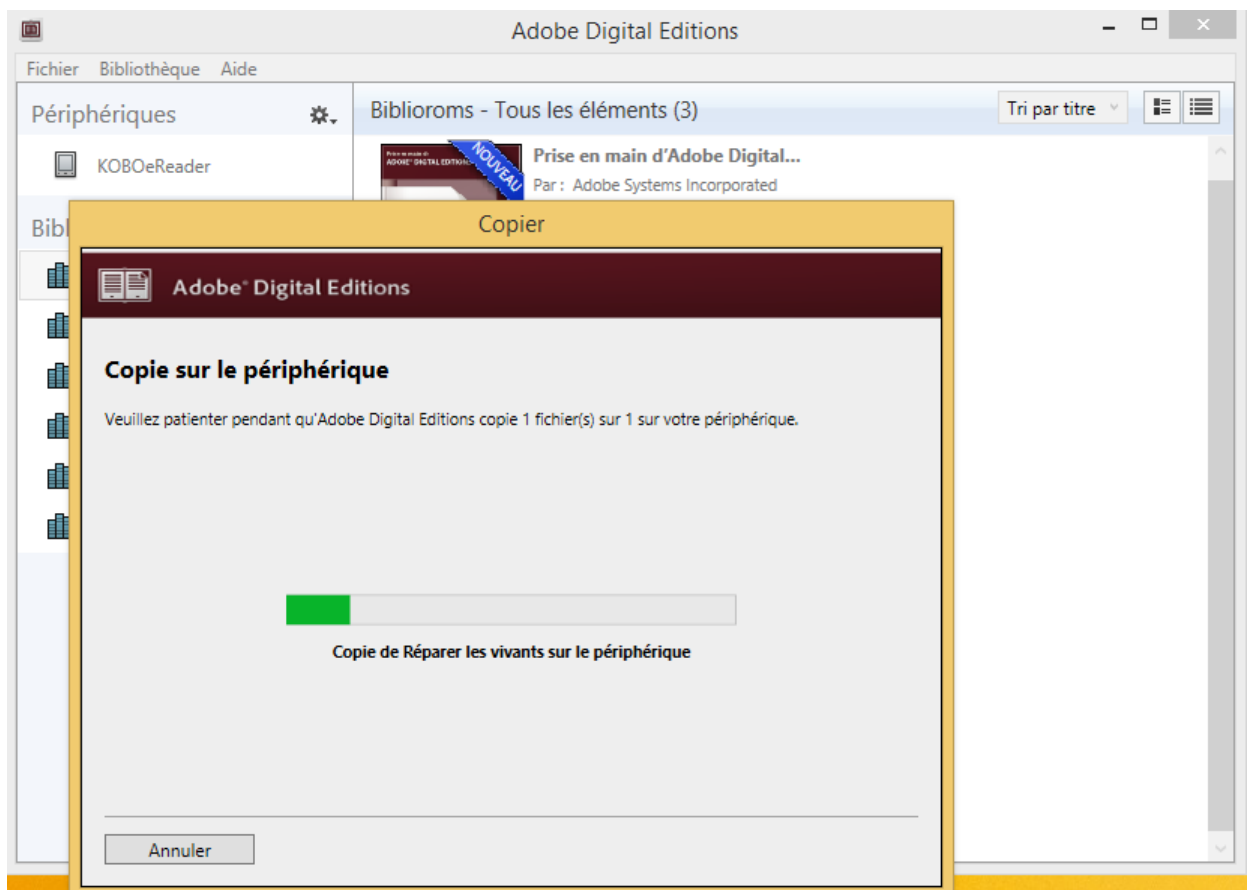 Adobe Digital Editions
Fichier Bibliothèque Aide
Périphériques
Biblioroms - Tous les éléments (3)
Tri par titre
KOBOeReader
NOUVEAU
ADOBE® DIGITAL EDITIONS
Prise en main d'Adobe Digital...
Par : Adobe Systems Incorporated
Bibl
Copier
Adobe® Digital Editions
Copie sur le périphérique
Veuillez patienter pendant qu'Adobe Digital Editions copie 1 fichier(s) sur 1 sur votre périphérique.
Copie de Réparer les vivants sur le périphérique
Annuler